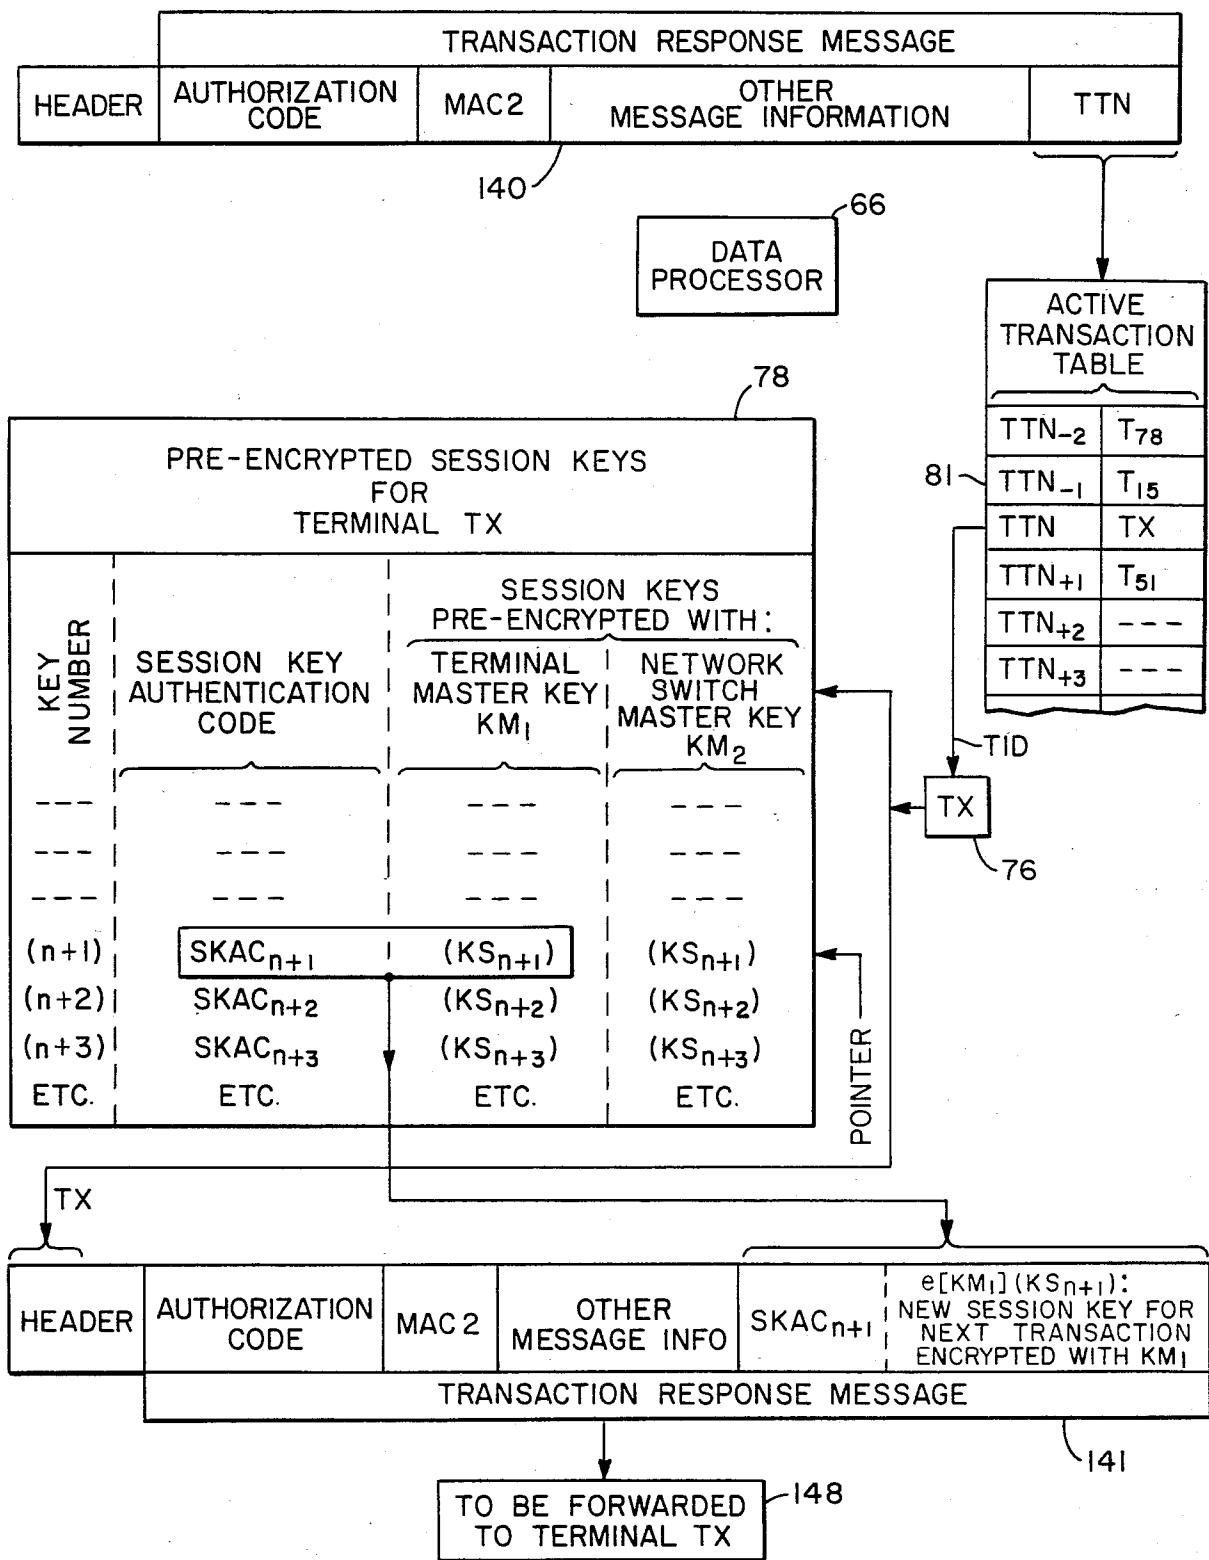 TRANSACTION RESPONSE MESSAGE
HEADER
AUTHORIZATION
CODE
MAC2
OTHER
MESSAGE INFORMATION
TTN
140
66
DATA
PROCESSOR
ACTIVE
TRANSACTION
TABLE
81
TTN-2 T78
TTN-1 T15
TTN TX
TTN+1 T51
TTN+2 ---
TTN+3 ---
TID
TX
76
78
PRE-ENCRYPTED SESSION KEYS
FOR
TERMINAL TX
KEY
NUMBER
SESSION KEY
AUTHENTICATION
CODE
SESSION KEYS
PRE-ENCRYPTED WITH:
TERMINAL
MASTER KEY
KM1
NETWORK
SWITCH
MASTER KEY
KM2
--- --- --- ---
--- --- --- ---
--- --- --- ---
(n+1) SKACn+1 (KSn+1) (KSn+1)
(n+2) SKACn+2 (KSn+2) (KSn+2)
(n+3) SKACn+3 (KSn+3) (KSn+3)
ETC. ETC. ETC. ETC.
POINTER
TX
HEADER
AUTHORIZATION
CODE
MAC 2
OTHER
MESSAGE INFO
SKACn+1
e[KM1](KSn+1):
NEW SESSION KEY FOR
NEXT TRANSACTION
ENCRYPTED WITH KM1
TRANSACTION RESPONSE MESSAGE
141
148
TO BE FORWARDED
TO TERMINAL TX